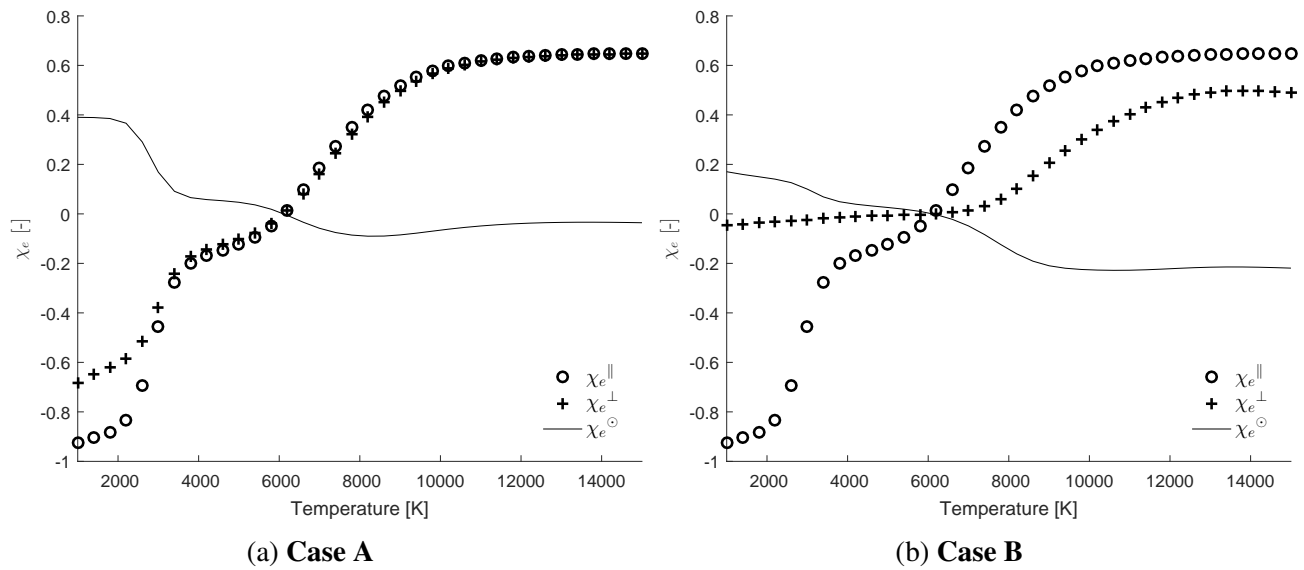 0.8
0.6
0.4
0.2
0
-0.2
-0.4
-0.6
-0.8
-1
χₑ [-]
2000 4000 6000 8000 10000 12000 14000
Temperature [K]
χₑ^∥
χₑ^⊥
χₑ^⊙
(a) Case A
0.8
0.6
0.4
0.2
0
-0.2
-0.4
-0.6
-0.8
-1
χₑ [-]
2000 4000 6000 8000 10000 12000 14000
Temperature [K]
χₑ^∥
χₑ^⊥
χₑ^⊙
(b) Case B